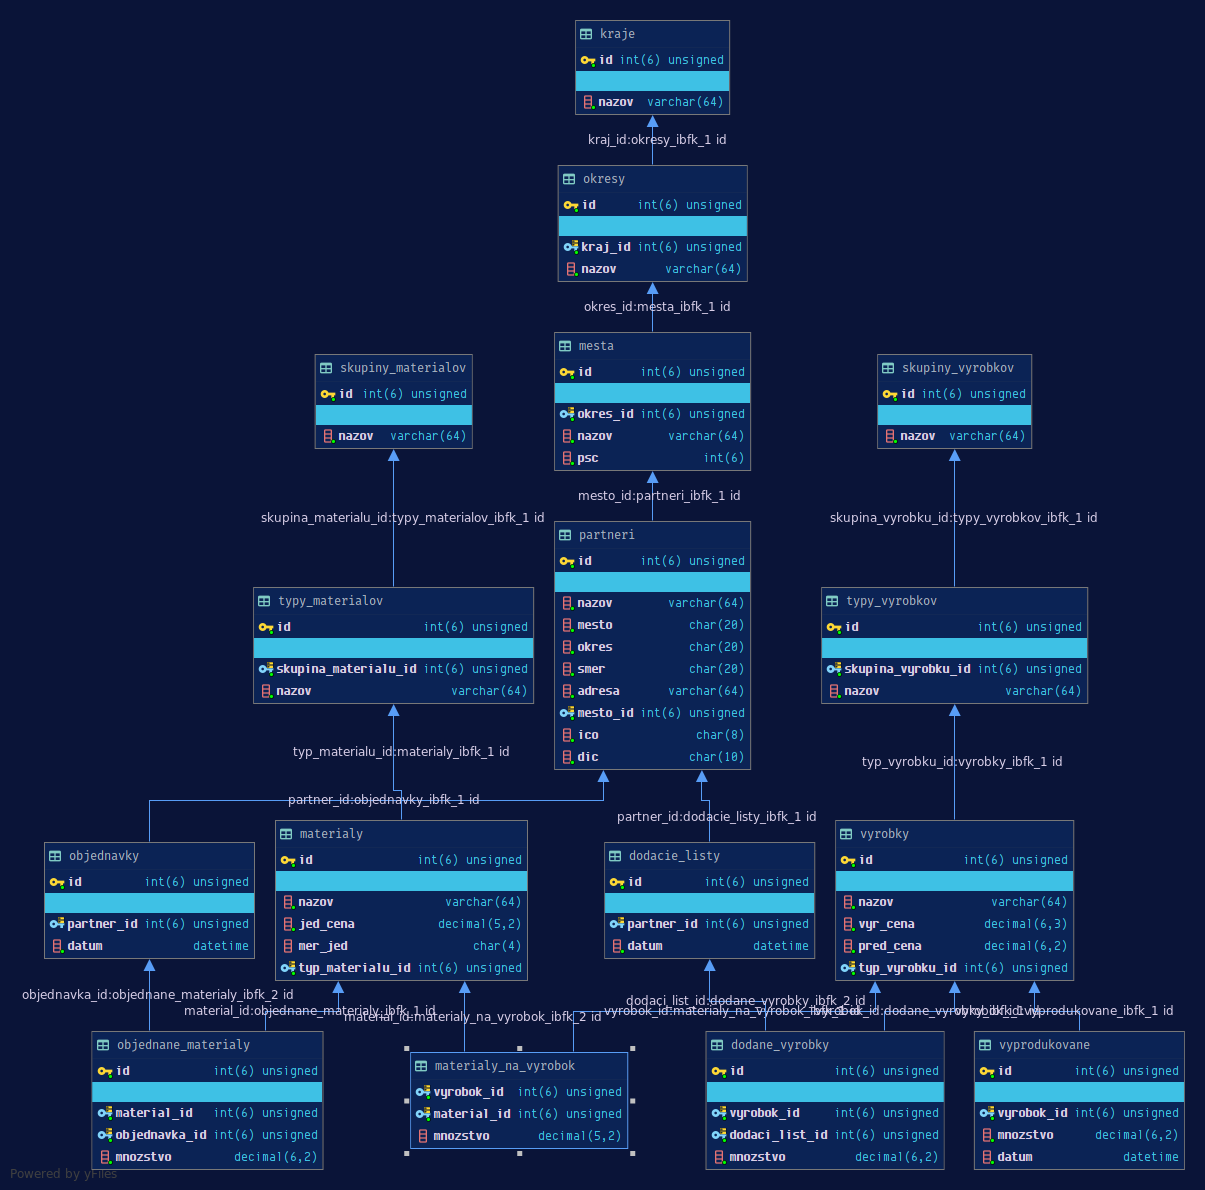 kraje
id int(6) unsigned
nazov varchar(64)
kraj_id:okresy_ibfk_1 id
okresy
id int(6) unsigned
kraj_id int(6) unsigned
nazov varchar(64)
okres_id:mesta_ibfk_1 id
mesta
id int(6) unsigned
okres_id int(6) unsigned
nazov varchar(64)
psc int(6)
skupiny_materialov
id int(6) unsigned
nazov varchar(64)
skupiny_vyrobkov
id int(6) unsigned
nazov varchar(64)
mesto_id:partneri_ibfk_1 id
skupina_materialu_id:typy_materialov_ibfk_1 id
skupina_vyrobku_id:typy_vyrobkov_ibfk_1 id
partneri
id int(6) unsigned
nazov varchar(64)
mesto char(20)
okres char(20)
smer char(20)
adresa varchar(64)
mesto_id int(6) unsigned
ico char(8)
dic char(10)
typy_materialov
id int(6) unsigned
skupina_materialu_id int(6) unsigned
nazov varchar(64)
typy_vyrobkov
id int(6) unsigned
skupina_vyrobku_id int(6) unsigned
nazov varchar(64)
typ_materialu_id:materialy_ibfk_1 id
typ_vyrobku_id:vyrobky_ibfk_1 id
partner_id:objednavky_ibfk_1 id
partner_id:dodacie_listy_ibfk_1 id
objednavky
id int(6) unsigned
partner_id int(6) unsigned
datum datetime
materialy
id int(6) unsigned
nazov varchar(64)
jed_cena decimal(5,2)
mer_jed char(4)
typ_materialu_id int(6) unsigned
dodacie_listy
id int(6) unsigned
partner_id int(6) unsigned
datum datetime
vyrobky
id int(6) unsigned
nazov varchar(64)
vyr_cena decimal(6,3)
pred_cena decimal(6,2)
typ_vyrobku_id int(6) unsigned
objednavka_id:objednane_materialy_ibfk_2 id
dodaci_list_id:dodane_vyrobky_ibfk_2 id
material_id:objednane_materialy_ibfk_1 id
material_id:materialy_na_vyrobok_ibfk_2 id
vyrobok_id:materialy_na_vyrobok_ibfk_1 id
objednane_materialy
id int(6) unsigned
material_id int(6) unsigned
objednavka_id int(6) unsigned
mnozstvo decimal(6,2)
materialy_na_vyrobok
vyrobok_id int(6) unsigned
material_id int(6) unsigned
mnozstvo decimal(5,2)
dodane_vyrobky
id int(6) unsigned
vyrobok_id int(6) unsigned
dodaci_list_id int(6) unsigned
mnozstvo decimal(6,2)
vyprodukovane
id int(6) unsigned
vyrobok_id int(6) unsigned
mnozstvo decimal(6,2)
datum datetime
Powered by yFiles